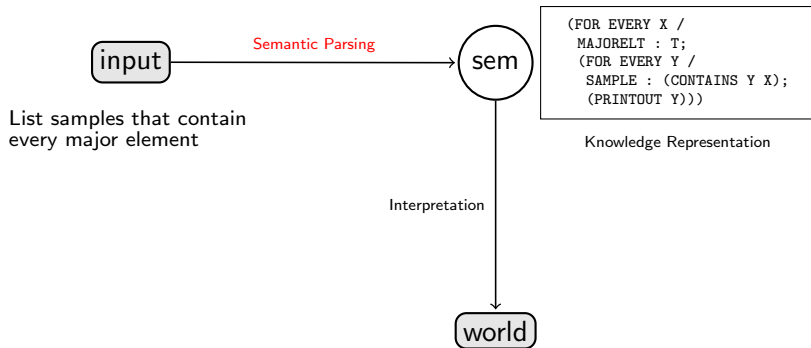 input
Semantic Parsing
sem
(FOR EVERY X /
MAJORELT : T;
(FOR EVERY Y /
SAMPLE : (CONTAINS Y X);
(PRINTOUT Y)))
List samples that contain
every major element
Knowledge Representation
Interpretation
world